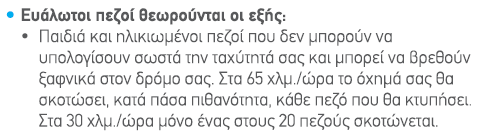 • Ευάλωτοι πεζοί θεωρούνται οι εξής:
• Παιδιά και ηλικιωμένοι πεζοί που δεν μπορούν να
υπολογίσουν σωστά την ταχύτητά σας και μπορεί να βρεθούν
ξαφνικά στον δρόμο σας. Στα 65 χλμ./ώρα το όχημά σας θα
σκοτώσει, κατά πάσα πιθανότητα, κάθε πεζό που θα κτυπήσει.
Στα 30 χλμ./ώρα μόνο ένας στους 20 πεζούς σκοτώνεται.